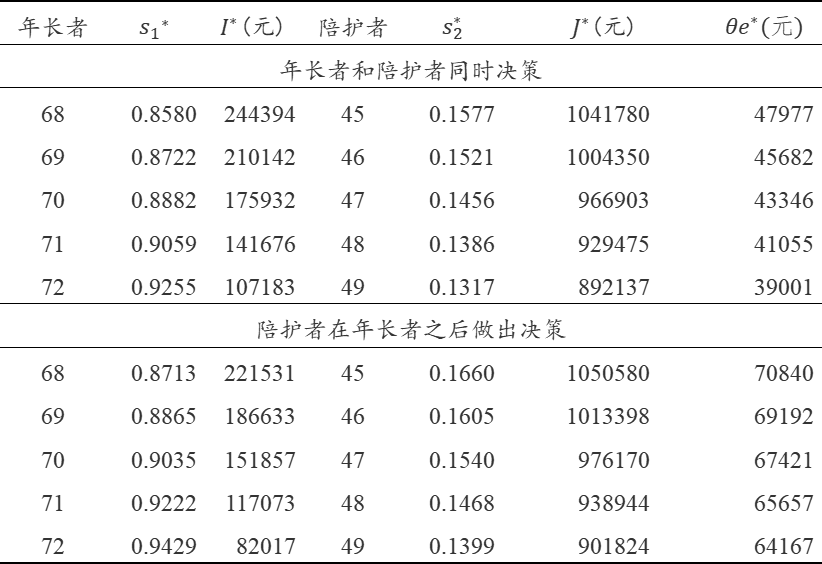 年长者 s₁* I*(元) 陪护者 s₂* J*(元) θe*(元)
年长者和陪护者同时决策
68 0.8580 244394 45 0.1577 1041780 47977
69 0.8722 210142 46 0.1521 1004350 45682
70 0.8882 175932 47 0.1456 966903 43346
71 0.9059 141676 48 0.1386 929475 41055
72 0.9255 107183 49 0.1317 892137 39001
陪护者在年长者之后做出决策
68 0.8713 221531 45 0.1660 1050580 70840
69 0.8865 186633 46 0.1605 1013398 69192
70 0.9035 151857 47 0.1540 976170 67421
71 0.9222 117073 48 0.1468 938944 65657
72 0.9429 82017 49 0.1399 901824 64167